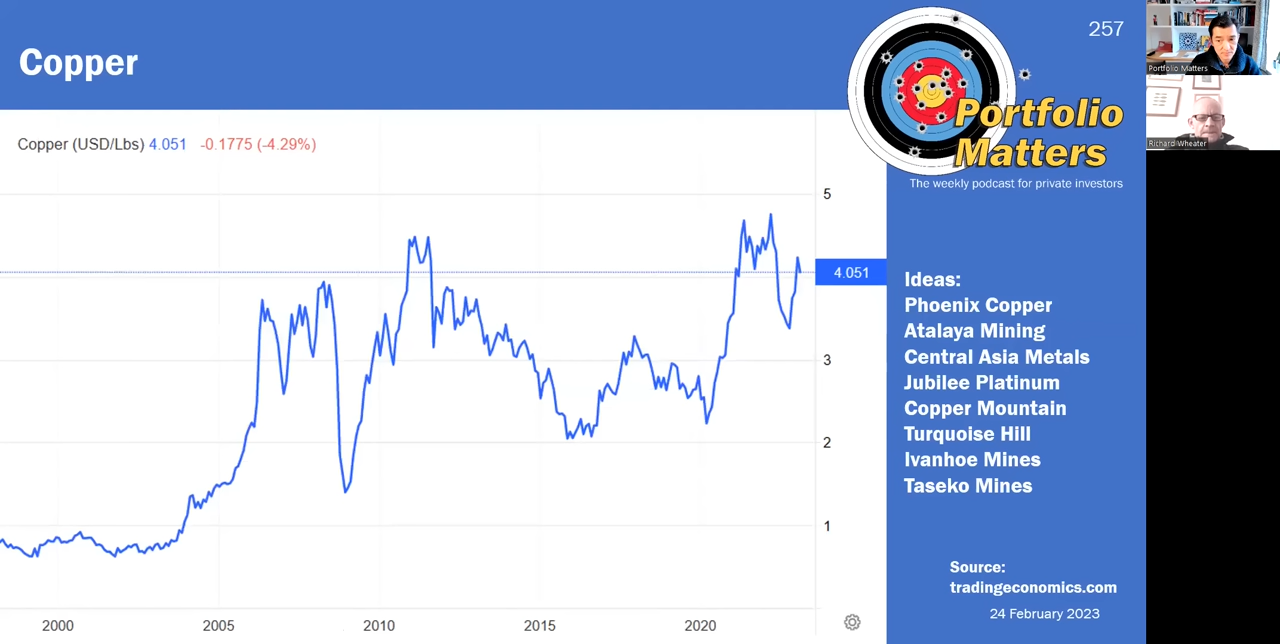 Copper
257
Portfolio
Matters
The weekly podcast for private investors
Portfolio Matters
Richard Wheater
Copper (USD/Lbs) 4.051 -0.1775 (-4.29%)
5
4.051
3
2
1
2000 2005 2010 2015 2020
Ideas:
Phoenix Copper
Atalaya Mining
Central Asia Metals
Jubilee Platinum
Copper Mountain
Turquoise Hill
Ivanhoe Mines
Taseko Mines
Source:
tradingeconomics.com
24 February 2023